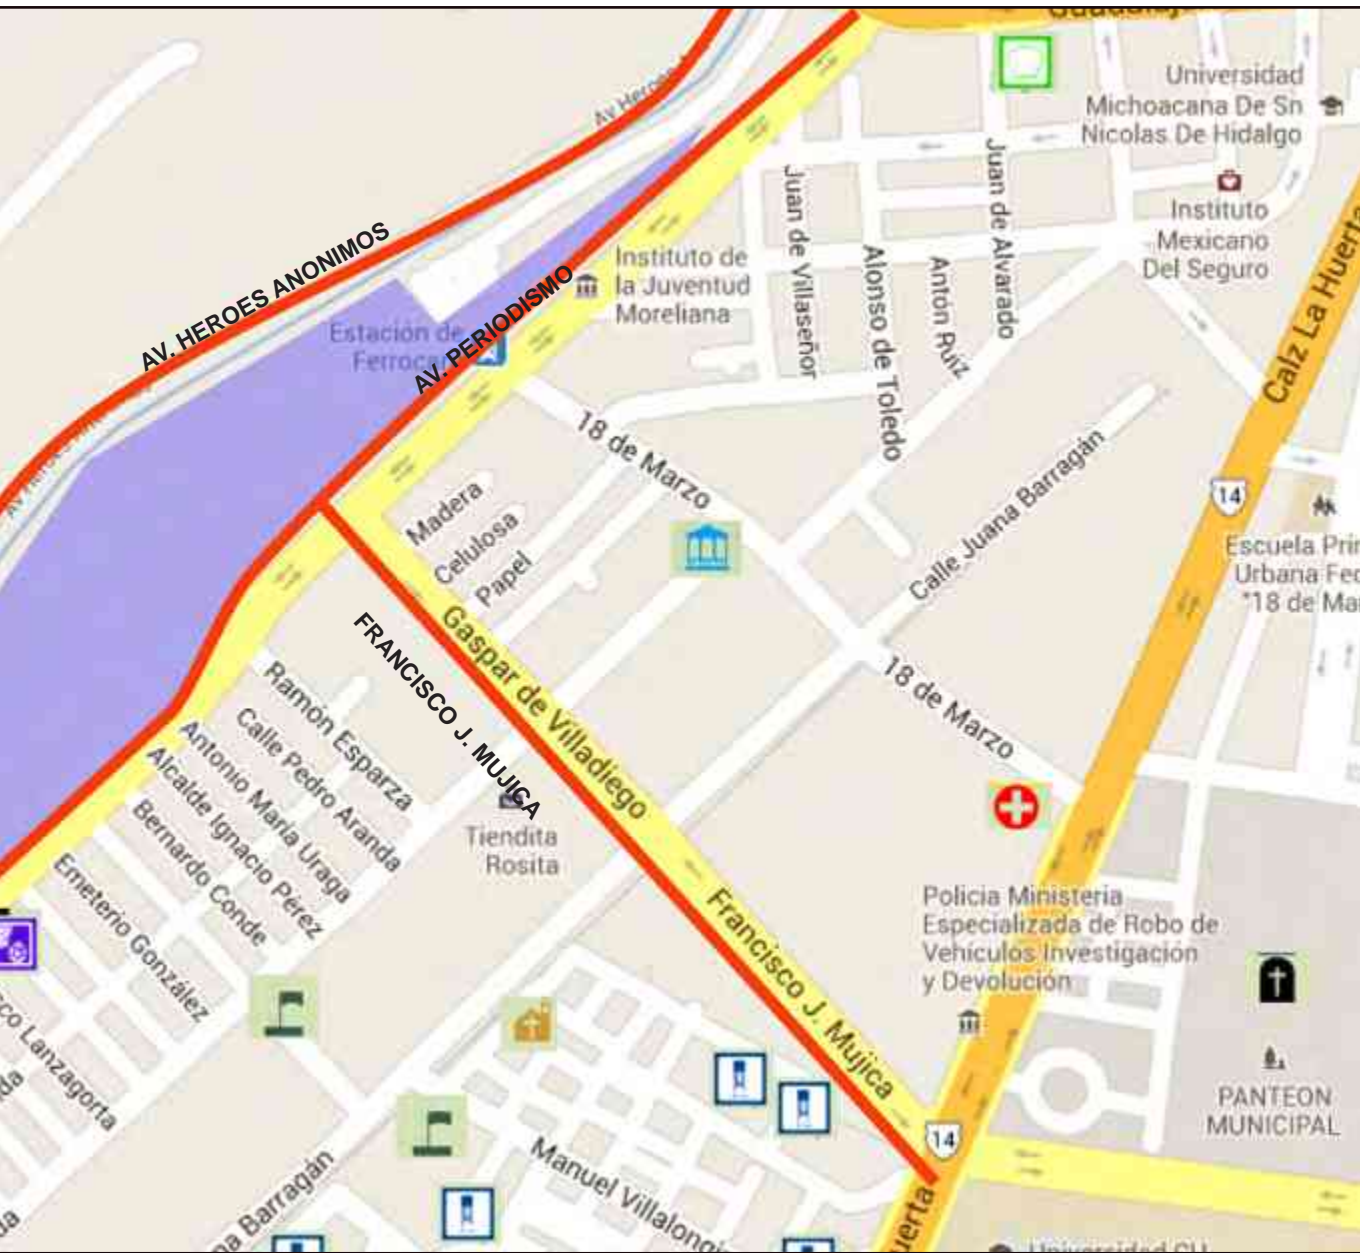 Universidad
Michoacana De Sn
Nicolas De Hidalgo
Av Heroe
Juan de Villaseñor
Juan de Alvarado
Instituto
Mexicano
Del Seguro
AV. HEROES ANONIMOS
Instituto de
la Juventud
Moreliana
Alonso de Toledo
Antón Ruiz
Calz La Huerta
Estación de
Ferrocar
AV. PERIODISMO
18 de Marzo
Calle Juana Barragán
14
Madera
Celulosa
Papel
Escuela Prim
Urbana Fed
"18 de Mar
Gaspar de Villadiego
FRANCISCO J. MUJICA
18 de Marzo
Ramón Esparza
Calle Pedro Aranda
Antonio María Uraga
Alcalde Ignacio Pérez
Bernardo Conde
Emeterio González
Tiendita
Rosita
Francisco J. Mujica
Policia Ministeria
Especializada de Robo de
Vehículos Investigación
y Devolución
co Lanzagorta
PANTEON
MUNICIPAL
14
Manuel Villalongi
a Barragán
uerta